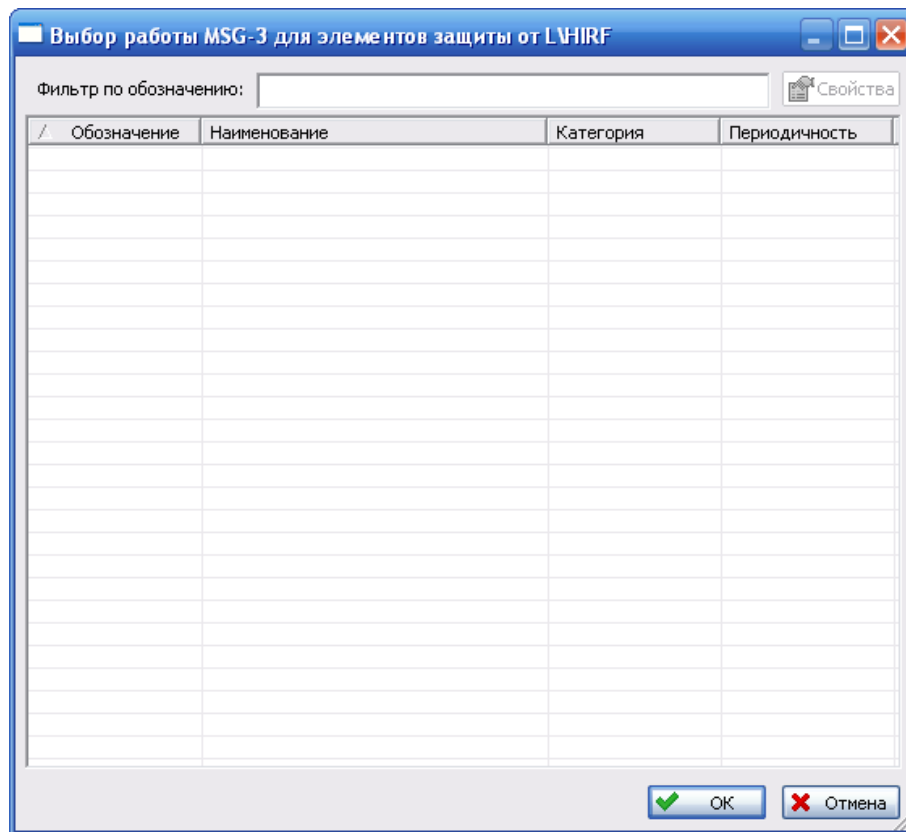 Выбор работы MSG-3 для элементов защиты от L\HIRF
Фильтр по обозначению: Свойства
Обозначение Наименование Категория Периодичность
ОК Отмена